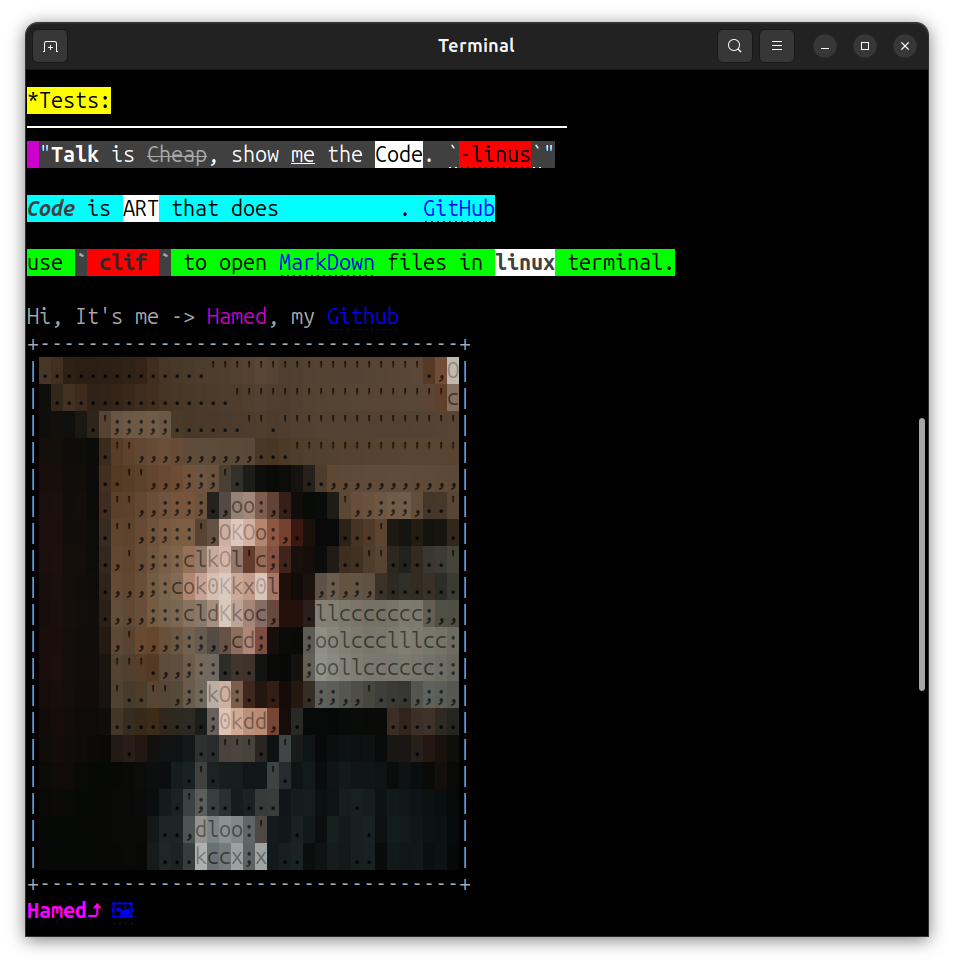 Terminal
*Tests:
"Talk is Cheap, show me the Code. `-linus`"
Code is ART that does . GitHub
use ` clif ` to open MarkDown files in linux terminal.
Hi, It's me -> Hamed, my Github
Hamed⤴ 🖼